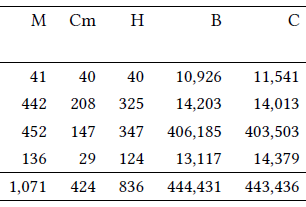 M Cm H B C
41 40 40 10,926 11,541
442 208 325 14,203 14,013
452 147 347 406,185 403,503
136 29 124 13,117 14,379
1,071 424 836 444,431 443,436